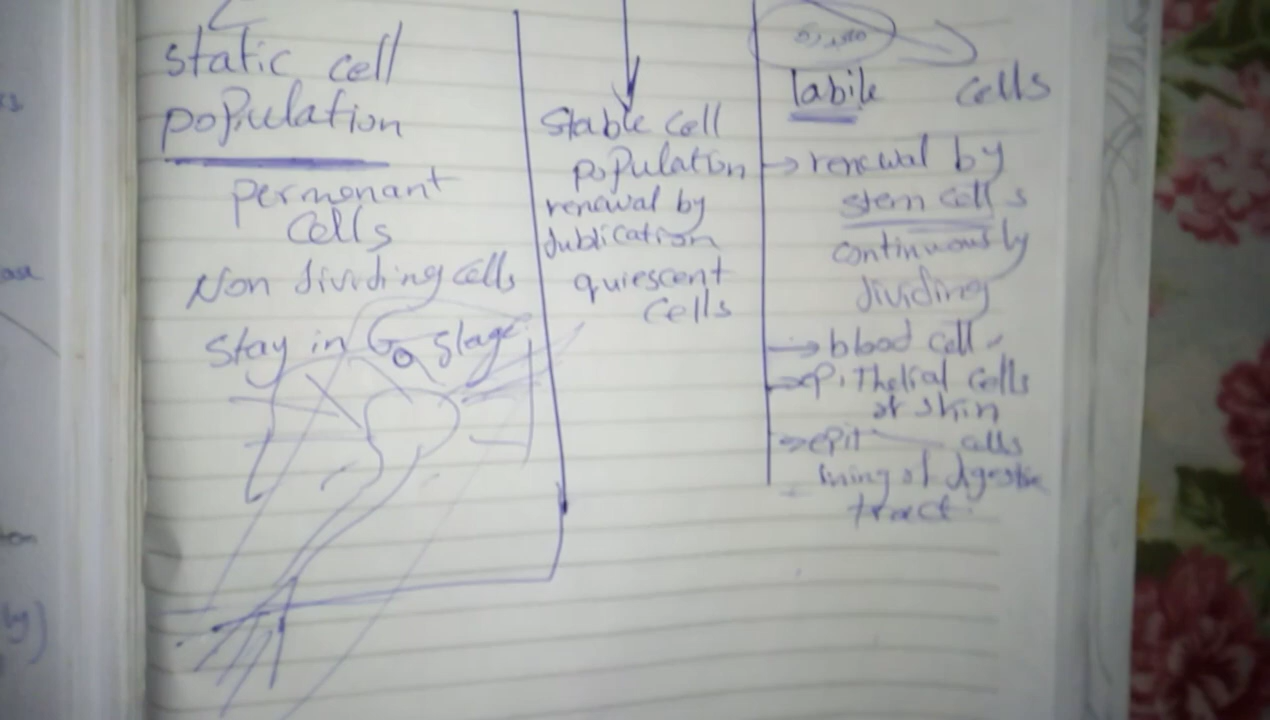 static cell
population
permenant
cells
Non dividing cells
stay in Go stage
stable cell
population
renewal by
dublication
quiescent
cells
labile cells
→ renewal by
stem cells
continuously
dividing
→ blood cell
→ epithelial cells
of skin
→ epit cells
lining of digestive
tract